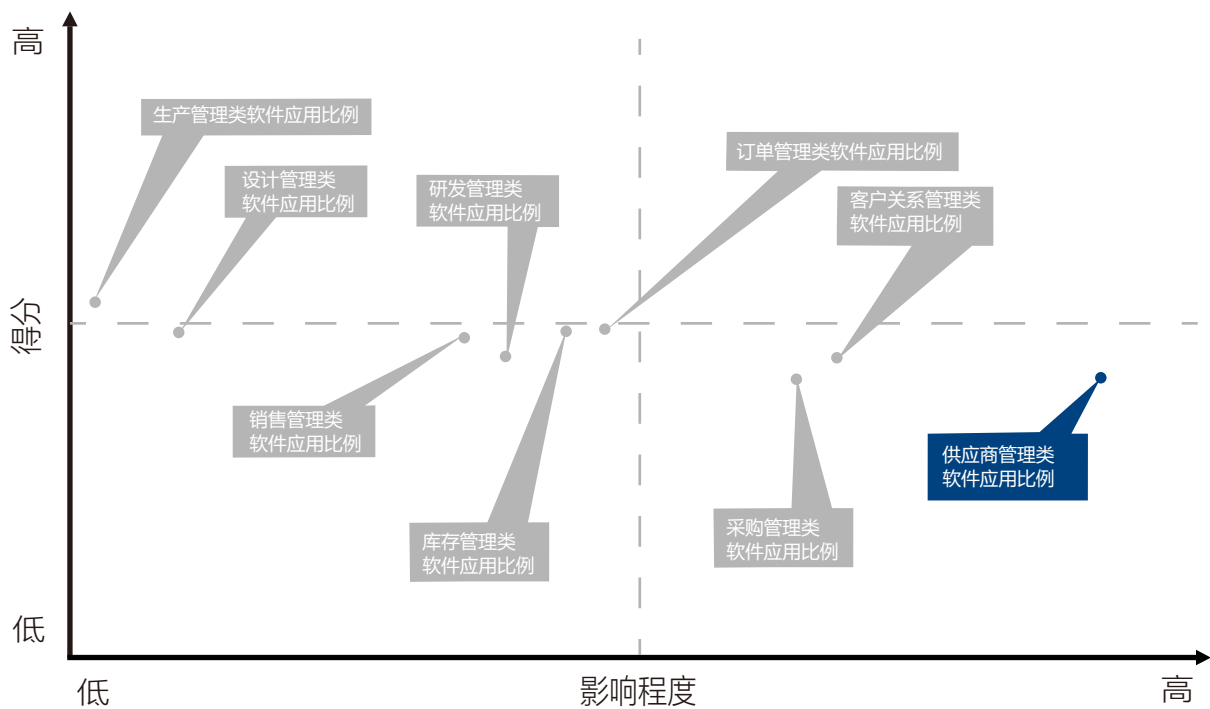 高
生产管理类软件应用比例
订单管理类软件应用比例
设计管理类
软件应用比例
研发管理类
软件应用比例
客户关系管理类
软件应用比例
得分
销售管理类
软件应用比例
供应商管理类
软件应用比例
库存管理类
软件应用比例
采购管理类
软件应用比例
低
低
影响程度
高